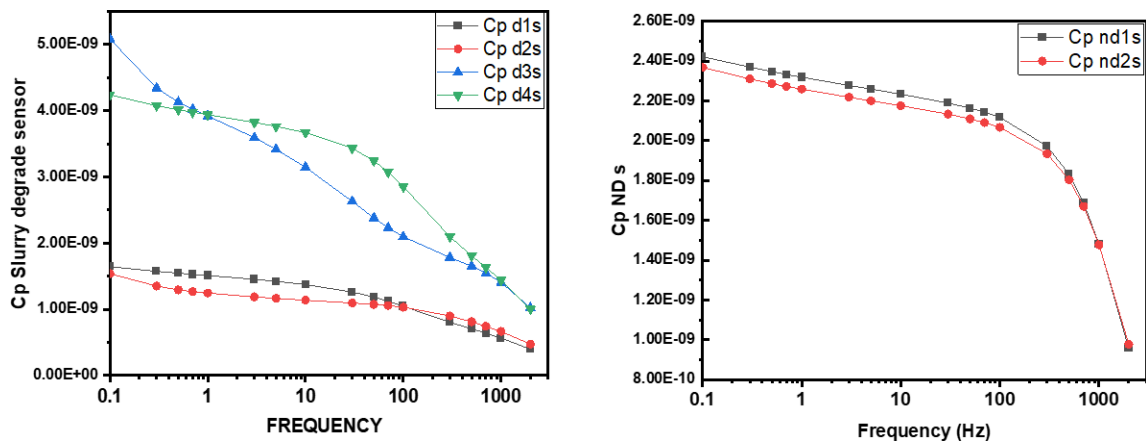 Cp Slurry degrade sensor
5.00E-09
4.00E-09
3.00E-09
2.00E-09
1.00E-09
0.00E+00
0.1
1
10
100
1000
FREQUENCY
Cp d1s
Cp d2s
Cp d3s
Cp d4s
Cp ND s
2.60E-09
2.40E-09
2.20E-09
2.00E-09
1.80E-09
1.60E-09
1.40E-09
1.20E-09
1.00E-09
8.00E-10
0.1
1
10
100
1000
Frequency (Hz)
Cp nd1s
Cp nd2s